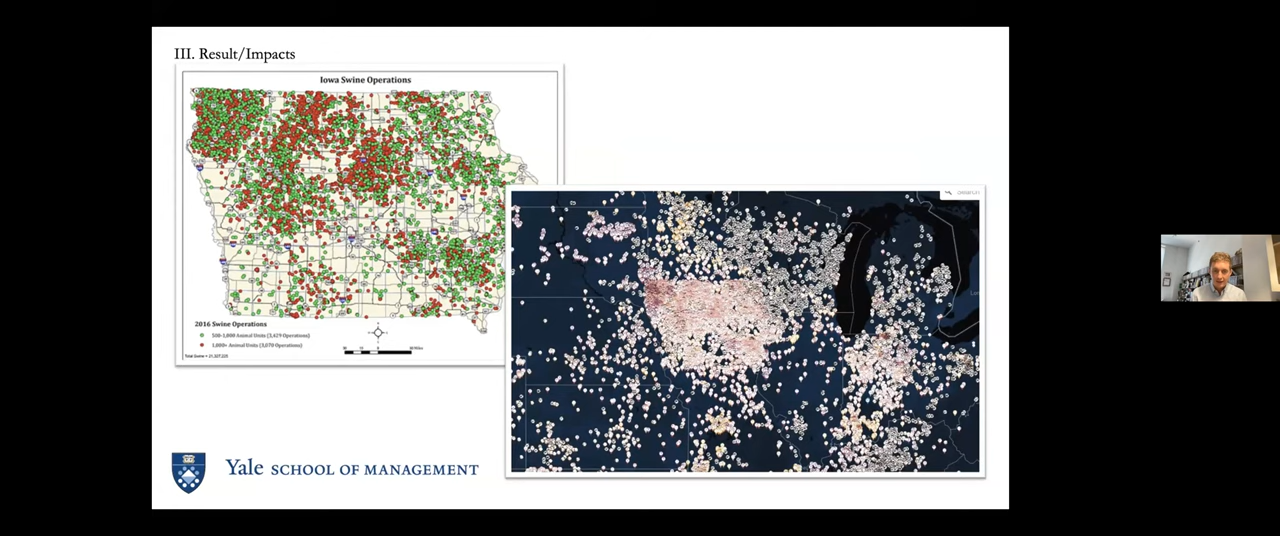 III. Result/Impacts
Iowa Swine Operations
2016 Swine Operations
500-1,000 Animal Units (3,429 Operations)
1,000+ Animal Units (3,070 Operations)
Search
Yale SCHOOL OF MANAGEMENT